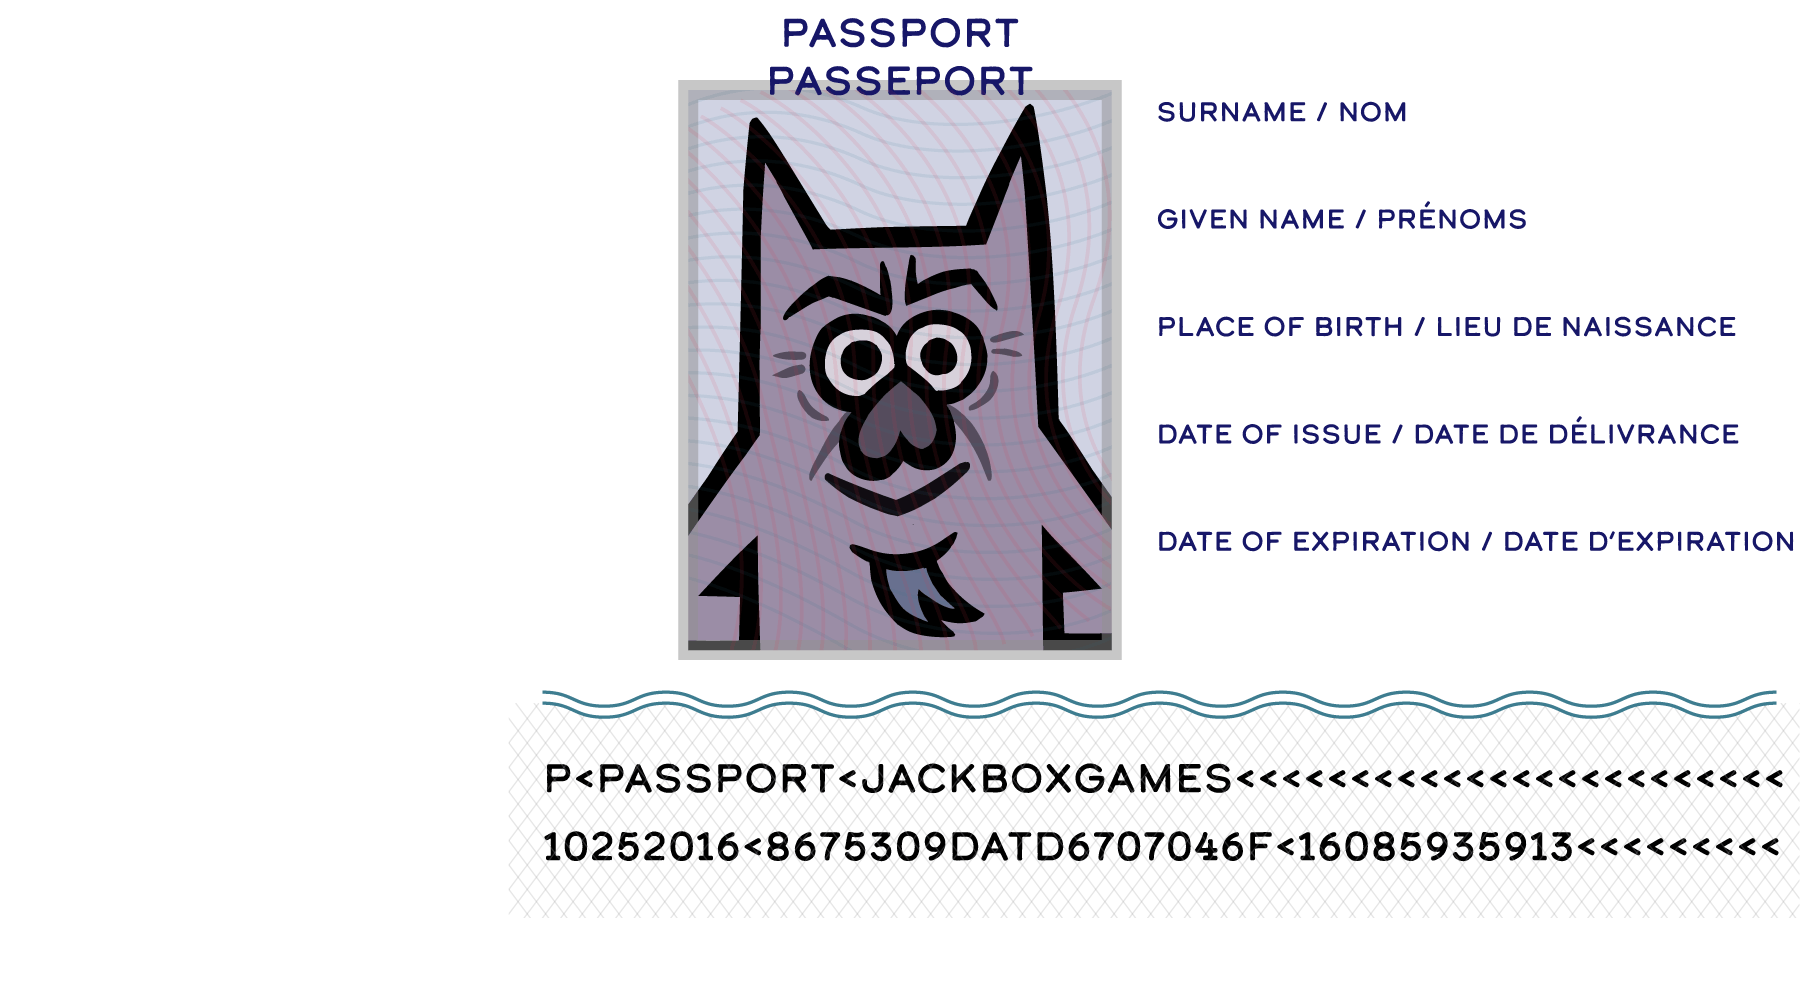 PASSPORT
PASSEPORT
SURNAME / NOM
GIVEN NAME / PRÉNOMS
PLACE OF BIRTH / LIEU DE NAISSANCE
DATE OF ISSUE / DATE DE DÉLIVRANCE
DATE OF EXPIRATION / DATE D'EXPIRATION
P<PASSPORT<JACKBOXGAMES<<<<<<<<<<<<<<<<<<<<<<<<
10252016<8675309DATD6707046F<16085935913<<<<<<<<<